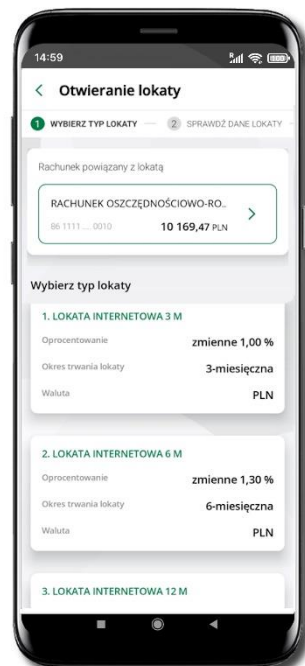 14:59
Otwieranie lokaty
1 WYBIERZ TYP LOKATY 2 SPRAWDŹ DANE LOKATY
Rachunek powiązany z lokatą
RACHUNEK OSZCZĘDNOŚCIOWO-RO..
86 1111 ... 0010 10 169,47 PLN
Wybierz typ lokaty
1. LOKATA INTERNETOWA 3 M
Oprocentowanie zmienne 1,00 %
Okres trwania lokaty 3-miesięczna
Waluta PLN
2. LOKATA INTERNETOWA 6 M
Oprocentowanie zmienne 1,30 %
Okres trwania lokaty 6-miesięczna
Waluta PLN
3. LOKATA INTERNETOWA 12 M